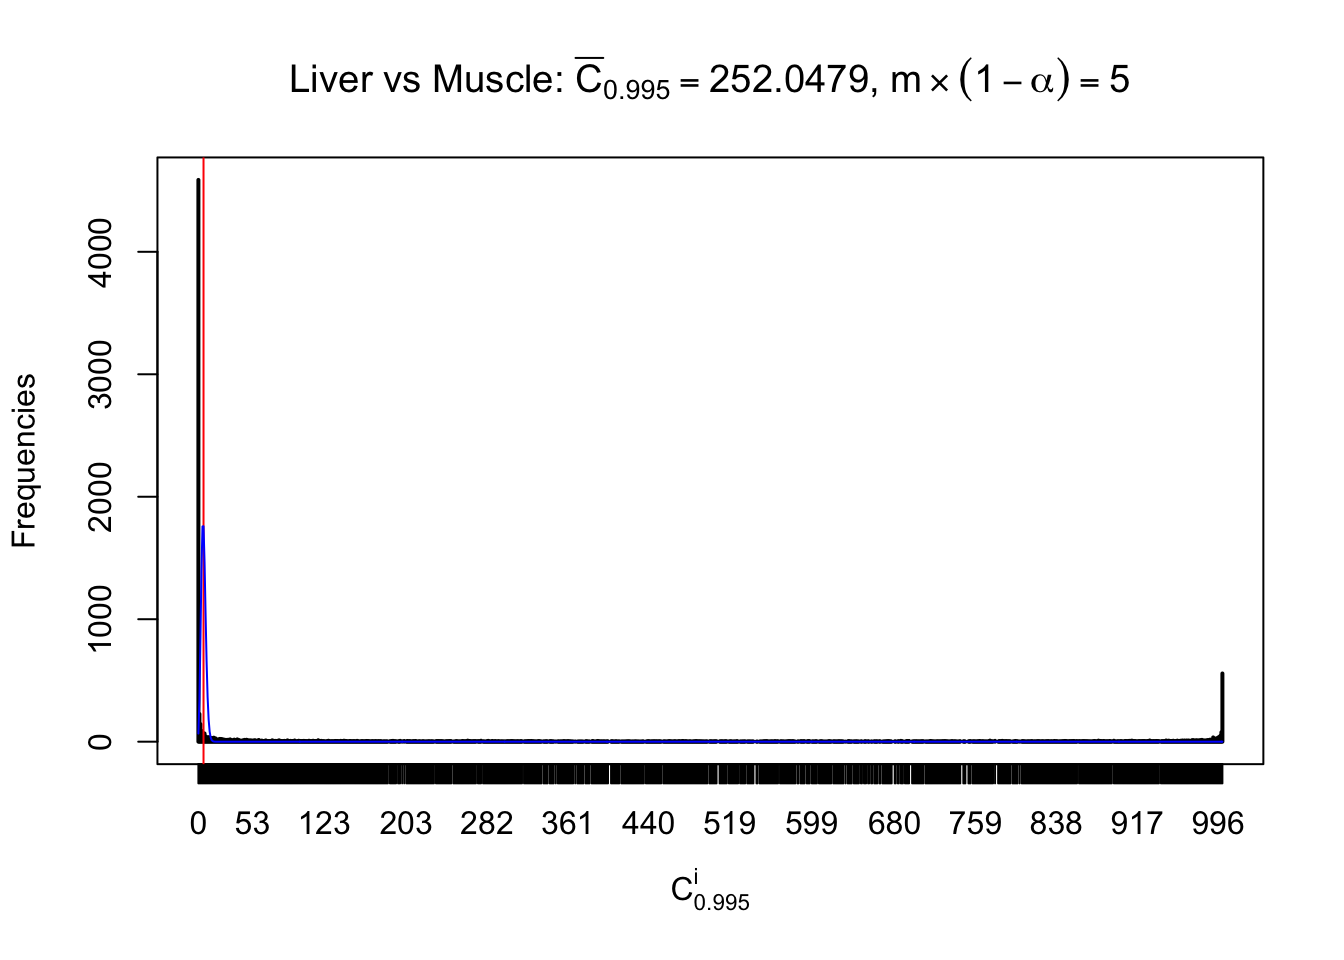 Liver vs Muscle: C̅0.995 = 252.0479, m × (1 − α) = 5
Frequencies
4000
3000
2000
1000
0
0 53 123 203 282 361 440 519 599 680 759 838 917 996
C^i_0.995